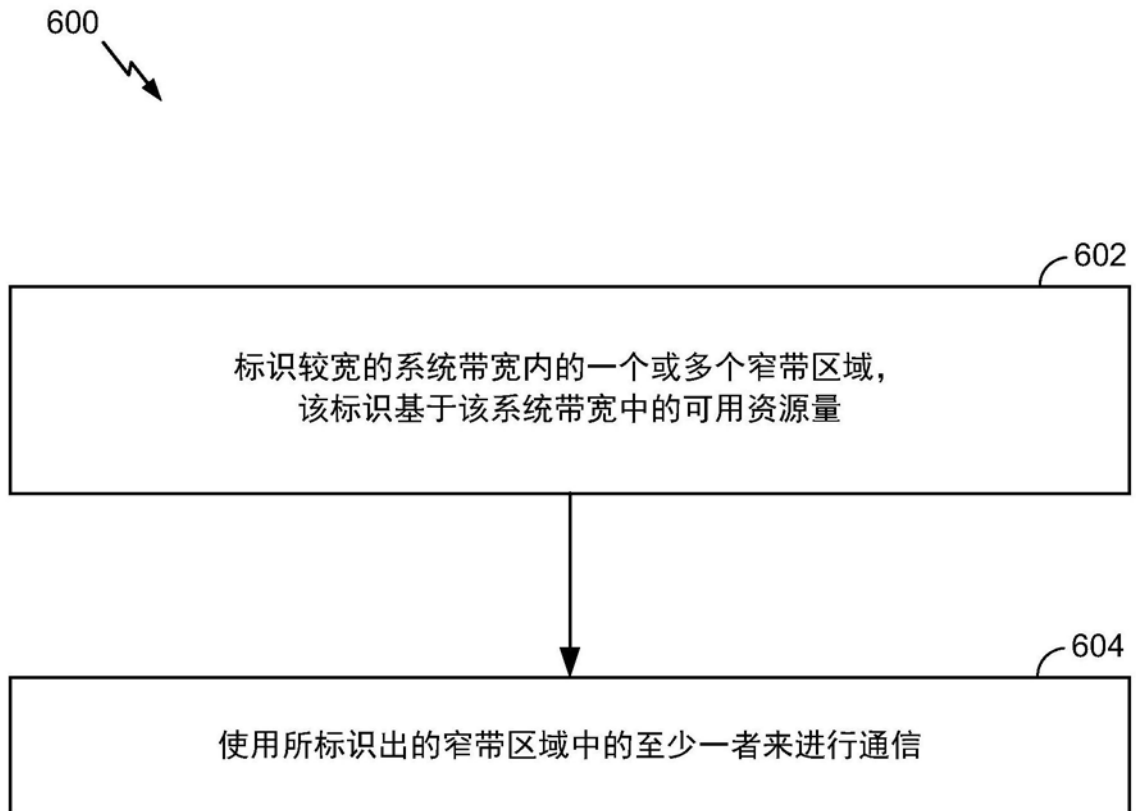 600
602
标识较宽的系统带宽内的一个或多个窄带区域，
该标识基于该系统带宽中的可用资源量
604
使用所标识出的窄带区域中的至少一者来进行通信